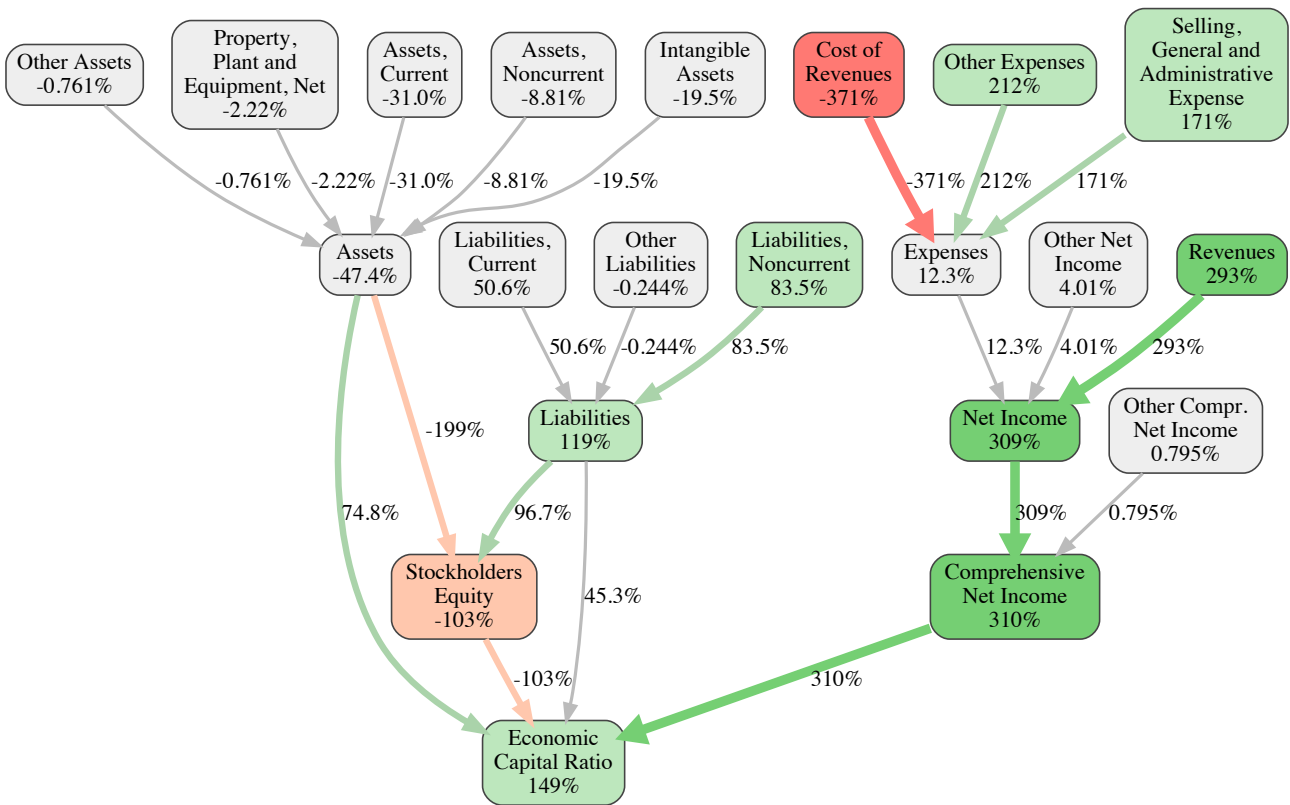 Other Assets
-0.761%
Property,
Plant and
Equipment, Net
-2.22%
Assets,
Current
-31.0%
Assets,
Noncurrent
-8.81%
Intangible
Assets
-19.5%
Cost of
Revenues
-371%
Other Expenses
212%
Selling,
General and
Administrative
Expense
171%
-0.761%
-2.22%
-31.0%
-8.81%
-19.5%
-371%
212%
171%
Assets
-47.4%
Liabilities,
Current
50.6%
Other
Liabilities
-0.244%
Liabilities,
Noncurrent
83.5%
Expenses
12.3%
Other Net
Income
4.01%
Revenues
293%
50.6%
-0.244%
83.5%
12.3%
4.01%
293%
-199%
Liabilities
119%
Net Income
309%
Other Compr.
Net Income
0.795%
74.8%
96.7%
309%
0.795%
Stockholders
Equity
-103%
45.3%
Comprehensive
Net Income
310%
-103%
310%
Economic
Capital Ratio
149%